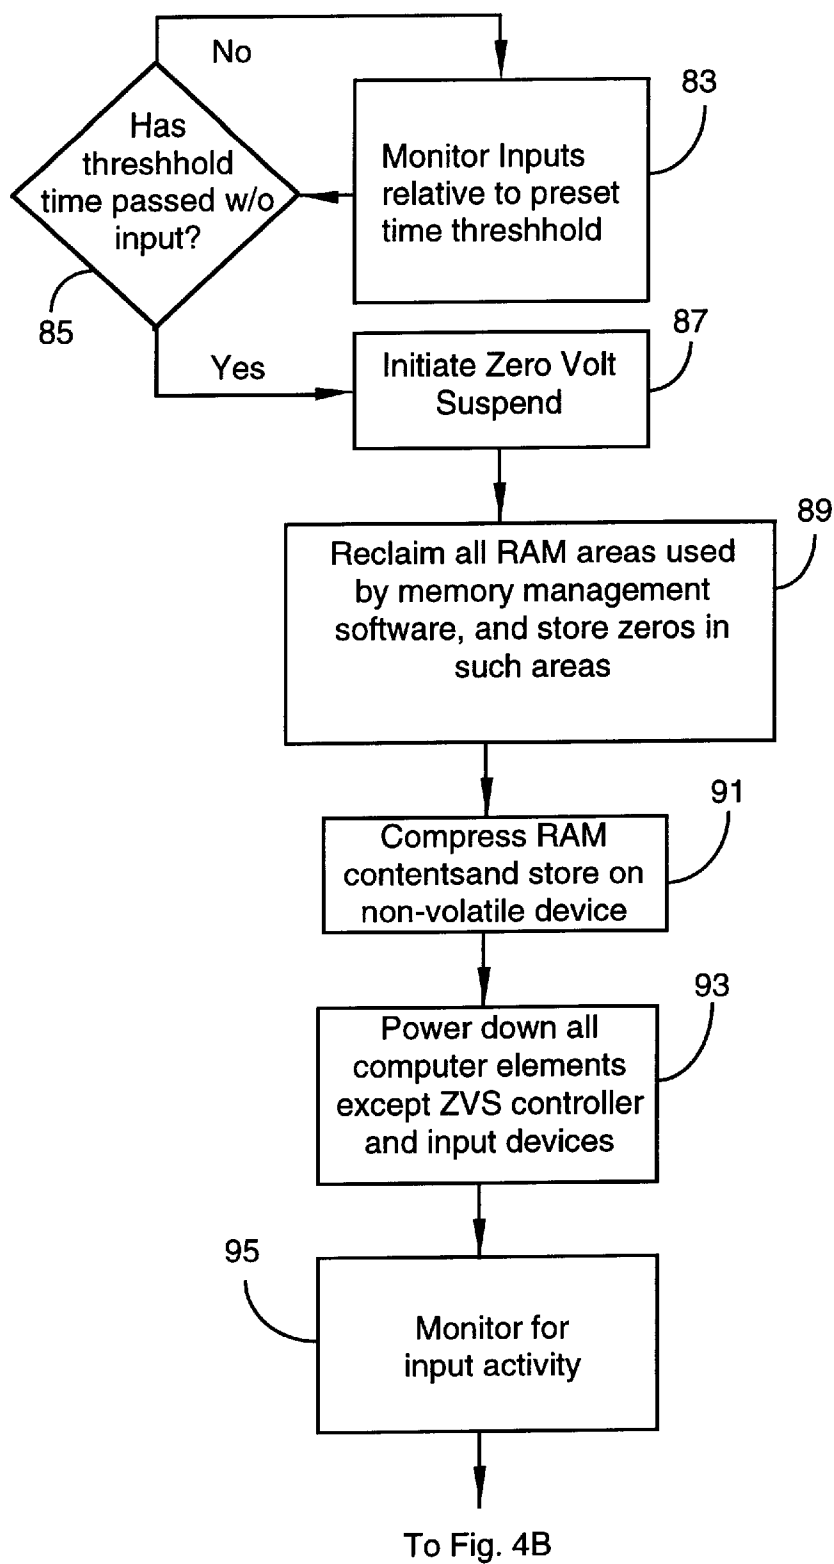 No
83
Has
threshhold
time passed w/o
input?
Monitor Inputs
relative to preset
time threshhold
85
87
Yes
Initiate Zero Volt
Suspend
89
Reclaim all RAM areas used
by memory management
software, and store zeros in
such areas
91
Compress RAM
contentsand store on
non-volatile device
93
Power down all
computer elements
except ZVS controller
and input devices
95
Monitor for
input activity
To Fig. 4B